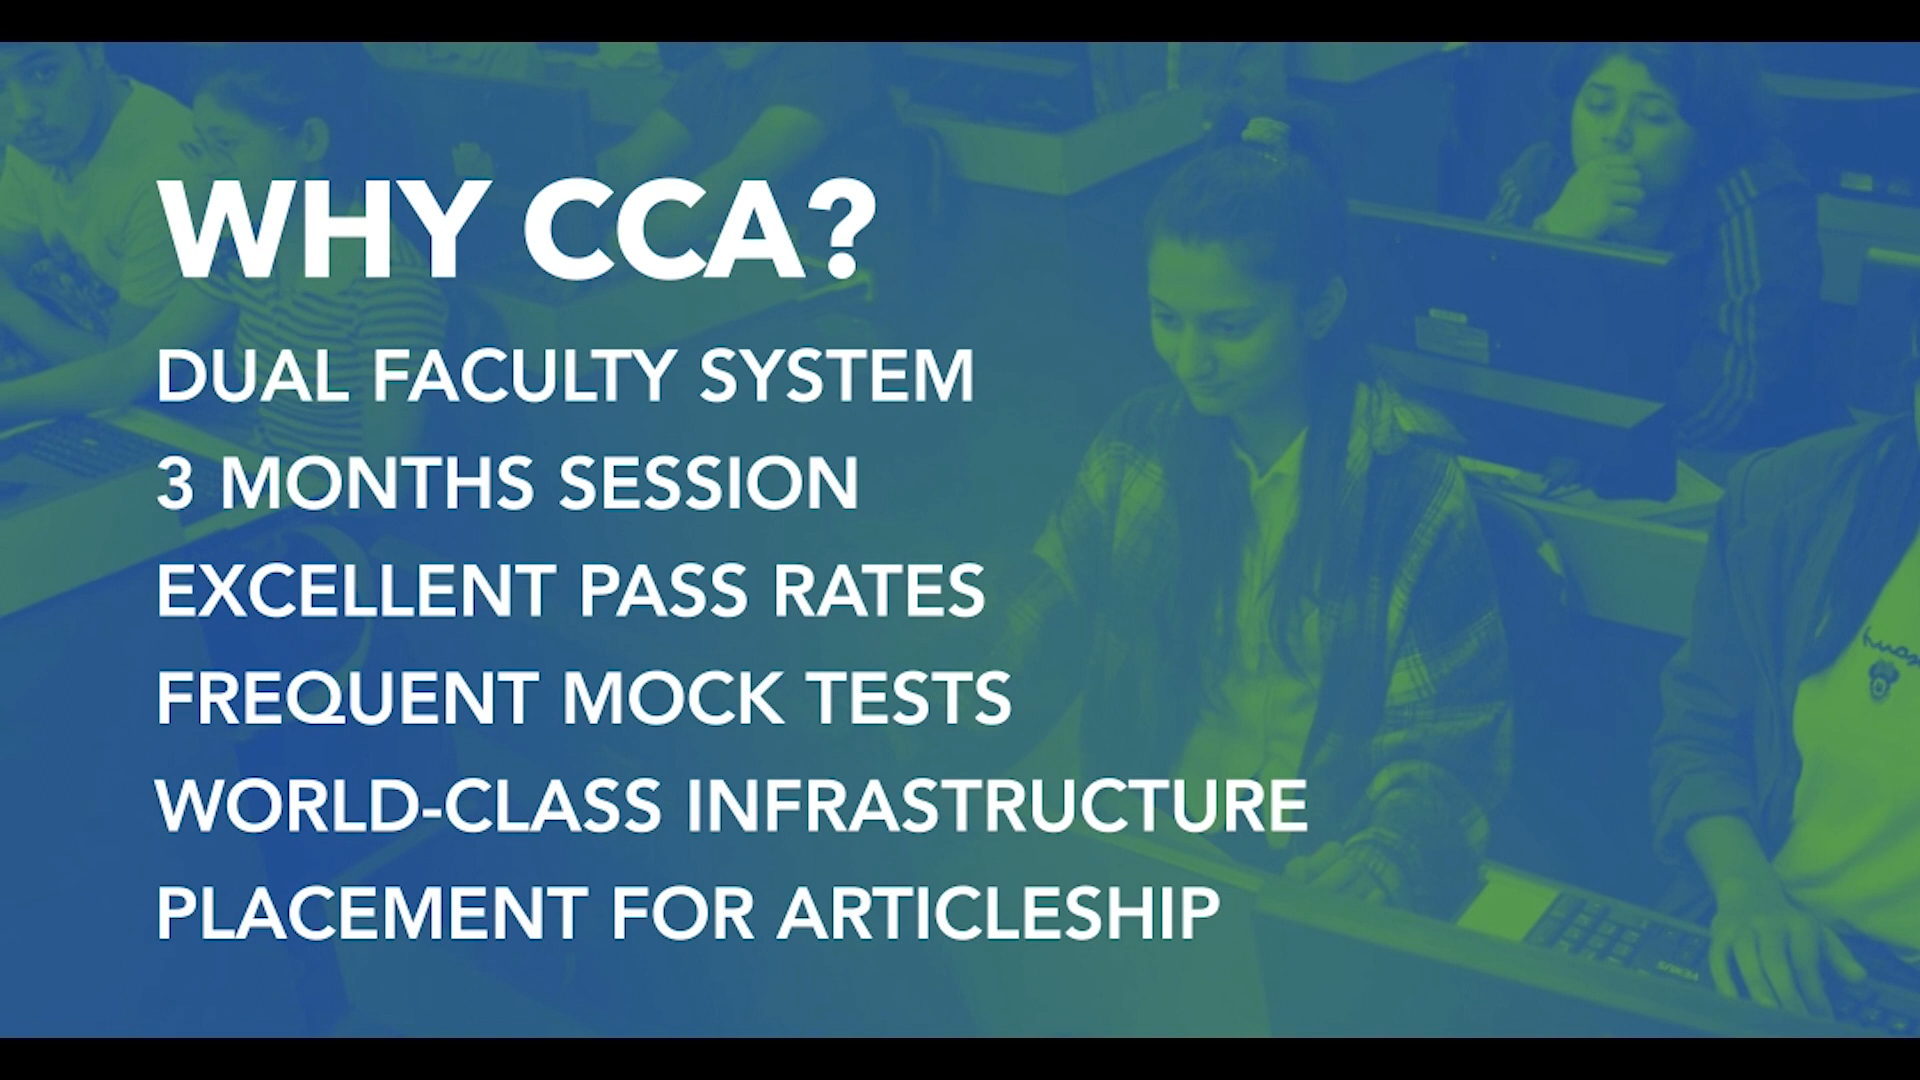 WHY CCA?
DUAL FACULTY SYSTEM
3 MONTHS SESSION
EXCELLENT PASS RATES
FREQUENT MOCK TESTS
WORLD-CLASS INFRASTRUCTURE
PLACEMENT FOR ARTICLESHIP